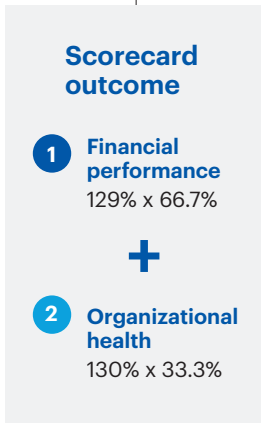 Scorecard
outcome
1
Financial
performance
129% x 66.7%
+
2
Organizational
health
130% x 33.3%